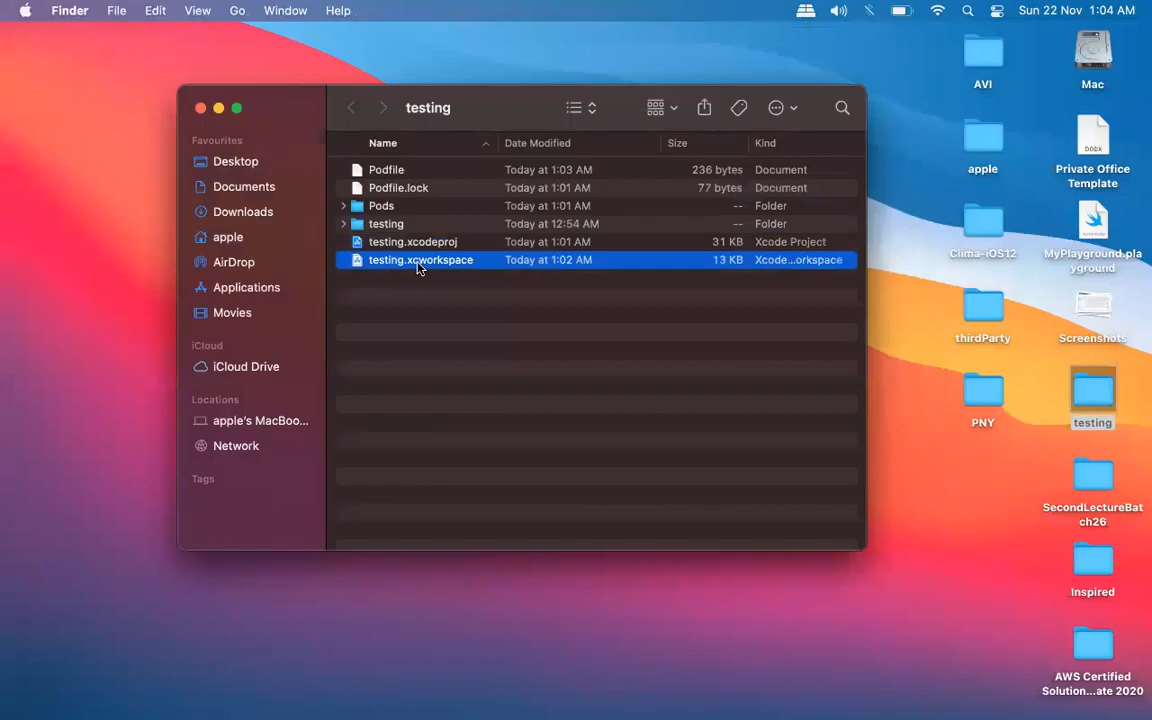 Finder File Edit View Go Window Help Sun 22 Nov 1:04 AM
testing
Favourites
Desktop
Documents
Downloads
apple
AirDrop
Applications
Movies
iCloud
iCloud Drive
Locations
apple's MacBoo...
Network
Tags
Name Date Modified Size Kind
Podfile Today at 1:03 AM 236 bytes Document
Podfile.lock Today at 1:01 AM 77 bytes Document
Pods Today at 1:01 AM -- Folder
testing Today at 12:54 AM -- Folder
testing.xcodeproj Today at 1:01 AM 31 KB Xcode Project
testing.xcworkspace Today at 1:02 AM 13 KB Xcode...orkspace
AVI
Mac
apple
DOTX
Private Office
Template
Clima-iOS12
MyPlayground.pla
yground
thirdParty
Screenshots
PNY
testing
SecondLectureBat
ch26
Inspired
AWS Certified
Solution...ate 2020